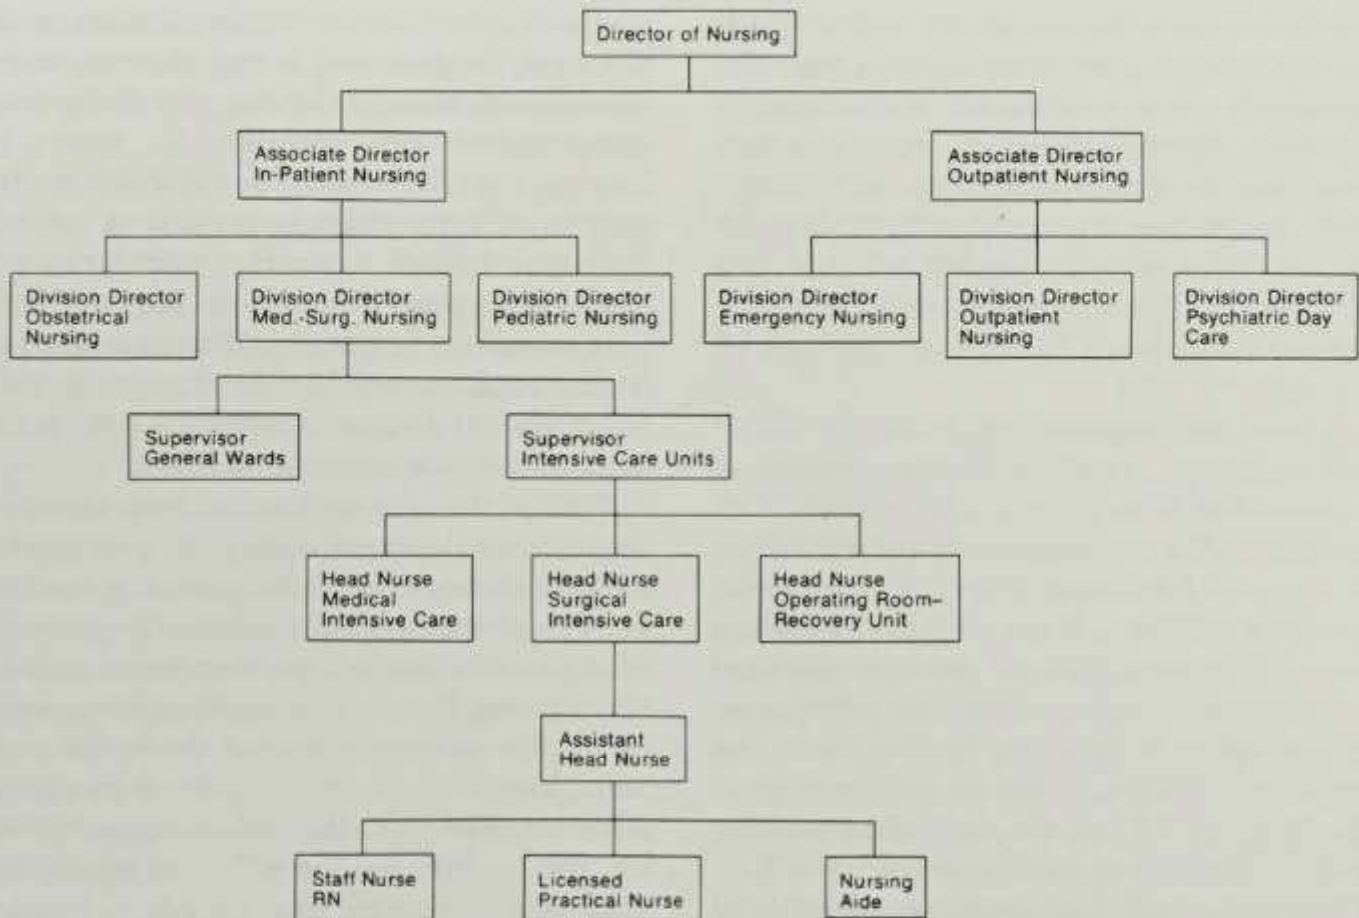 Director of Nursing
Associate Director
In-Patient Nursing
Associate Director
Outpatient Nursing
Division Director
Obstetrical
Nursing
Division Director
Med.-Surg. Nursing
Division Director
Pediatric Nursing
Division Director
Emergency Nursing
Division Director
Outpatient
Nursing
Division Director
Psychiatric Day
Care
Supervisor
General Wards
Supervisor
Intensive Care Units
Head Nurse
Medical
Intensive Care
Head Nurse
Surgical
Intensive Care
Head Nurse
Operating Room–
Recovery Unit
Assistant
Head Nurse
Staff Nurse
RN
Licensed
Practical Nurse
Nursing
Aide